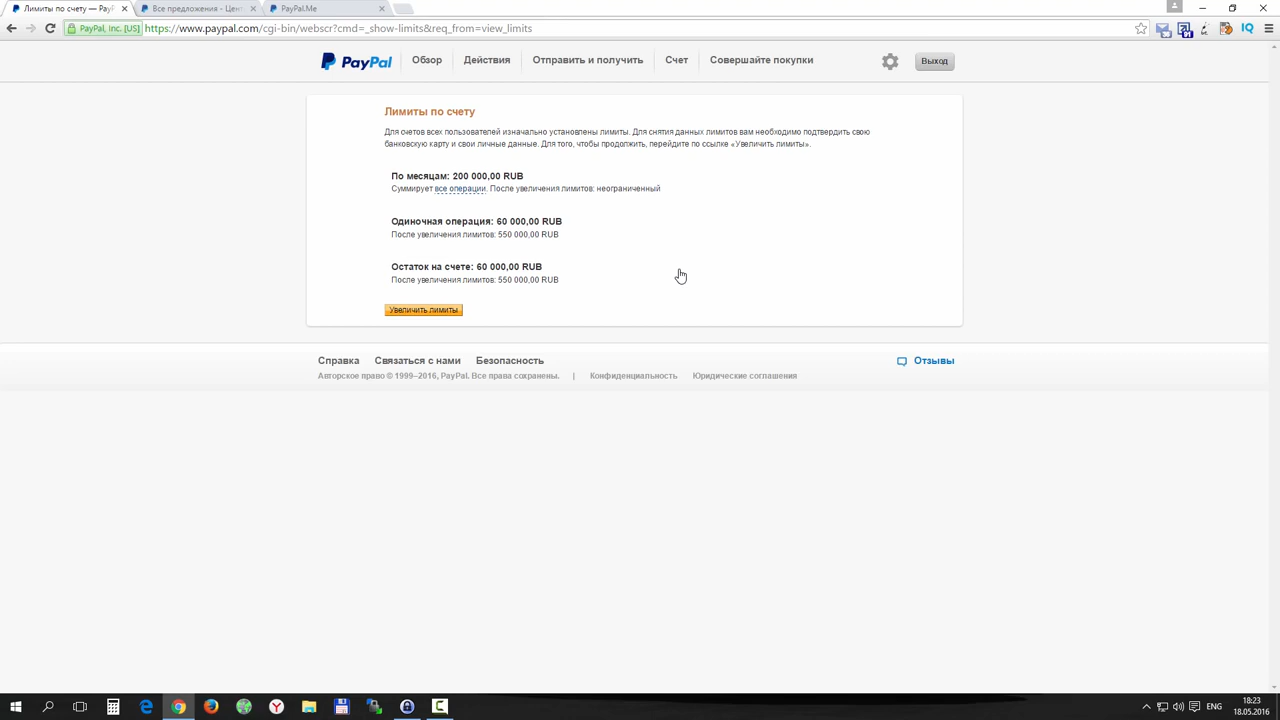 Лимиты по счету — PayP
Все предложения - Цент
PayPal.Me
PayPal, Inc. [US]
https://www.paypal.com/cgi-bin/webscr?cmd=_show-limits&req_from=view_limits
PayPal
Обзор
Действия
Отправить и получить
Счет
Совершайте покупки
Выход
Лимиты по счету
Для счетов всех пользователей изначально установлены лимиты. Для снятия данных лимитов вам необходимо подтвердить свою
банковскую карту и свои личные данные. Для того, чтобы продолжить, перейдите по ссылке «Увеличить лимиты».
По месяцам: 200 000,00 RUB
Суммирует все операции. После увеличения лимитов: неограниченный
Одиночная операция: 60 000,00 RUB
После увеличения лимитов: 550 000,00 RUB
Остаток на счете: 60 000,00 RUB
После увеличения лимитов: 550 000,00 RUB
Увеличить лимиты
Справка
Связаться с нами
Безопасность
Отзывы
Авторское право © 1999–2016, PayPal. Все права сохранены.
|
Конфиденциальность
Юридические соглашения
ENG
18:23
18.05.2016